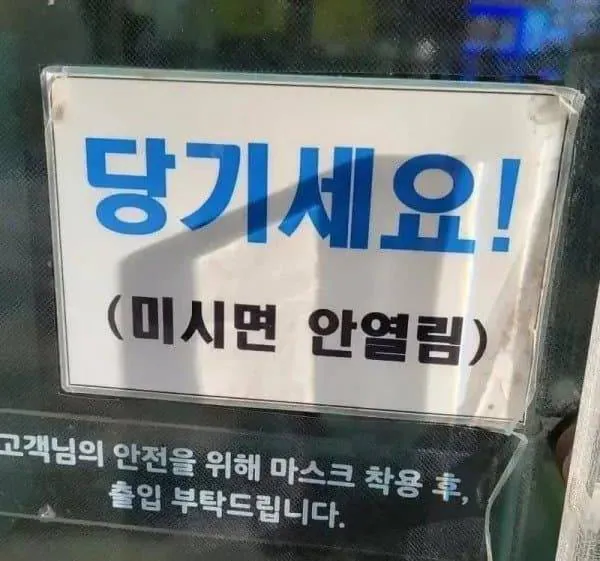 당기세요!
(미시면 안열림)
고객님의 안전을 위해 마스크 착용 후,
출입 부탁드립니다.